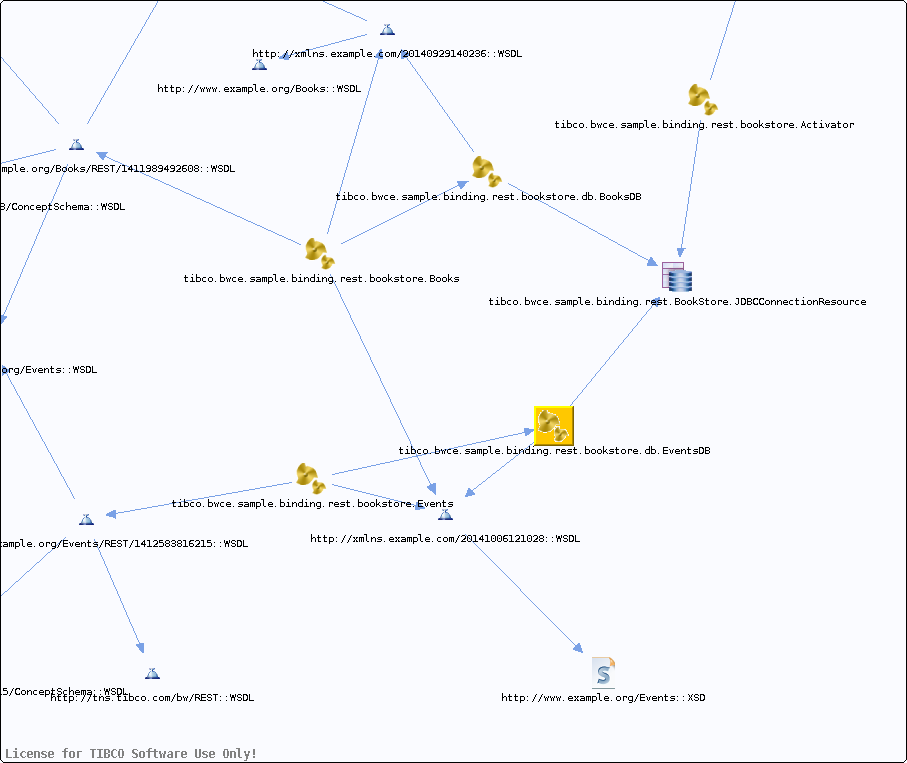 http://xmlns.example.com/20140929140236::WSDL
http://www.example.org/Books::WSDL
tibco.bwce.sample.binding.rest.bookstore.Activator
mple.org/Books/REST/1411989492608::WSDL
tibco.bwce.sample.binding.rest.bookstore.db.BooksDB
/ConceptSchema::WSDL
tibco.bwce.sample.binding.rest.bookstore.Books
tibco.bwce.sample.binding.rest.BookStore.JDBCConnectionResource
org/Events::WSDL
tibco.bwce.sample.binding.rest.bookstore.db.EventsDB
tibco.bwce.sample.binding.rest.bookstore.Events
http://xmlns.example.com/20141006121028::WSDL
xample.org/Events/REST/1412583816215::WSDL
5/ConceptSchema::WSDL
http://tns.tibco.com/bw/REST::WSDL
http://www.example.org/Events::XSD
License for TIBCO Software Use Only!